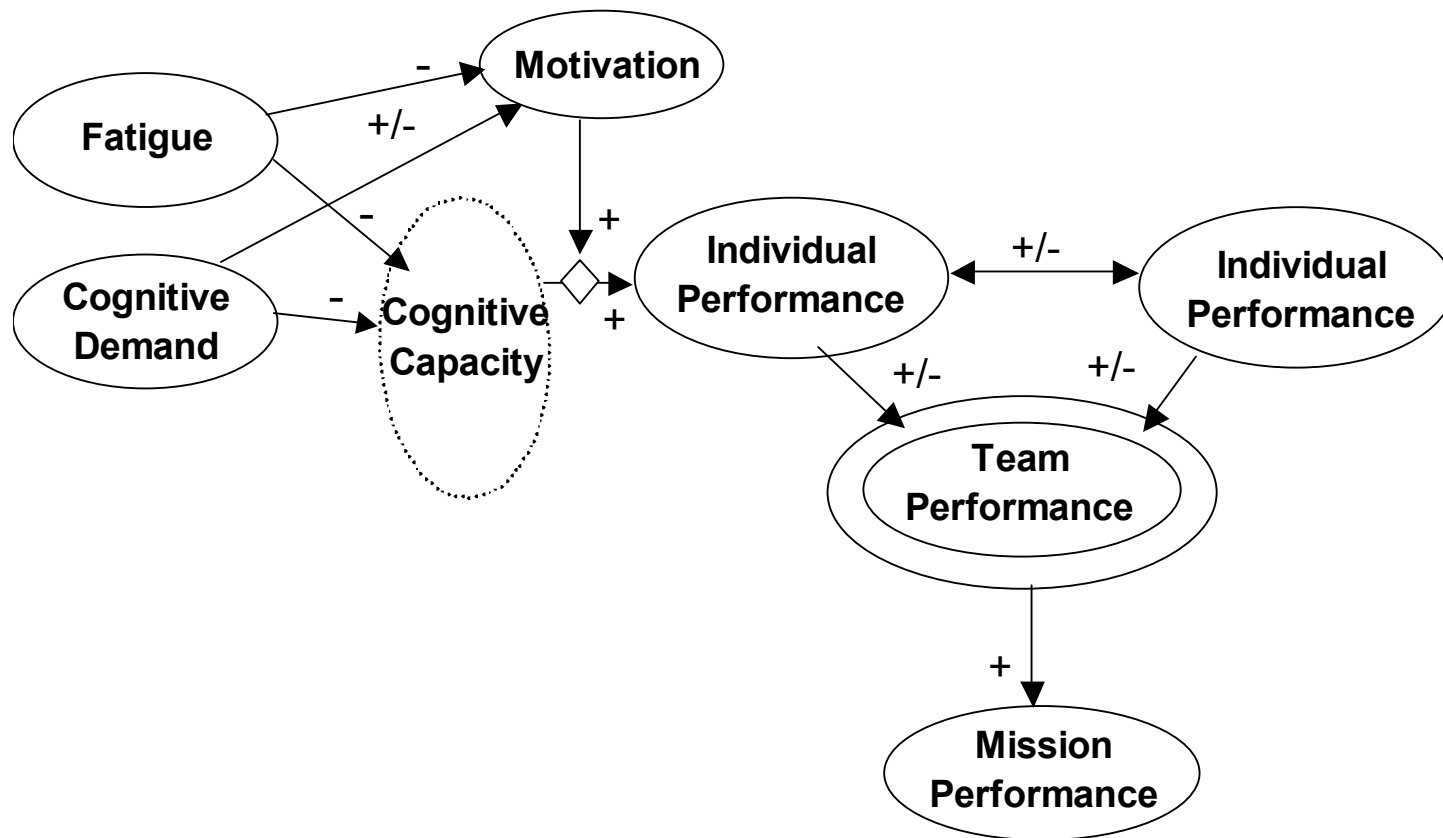 -
Motivation
Fatigue
+/-
-
+
Individual
Performance
+/-
Individual
Performance
Cognitive
Demand
-
Cognitive
Capacity
+
+/-
+/-
Team
Performance
+
Mission
Performance